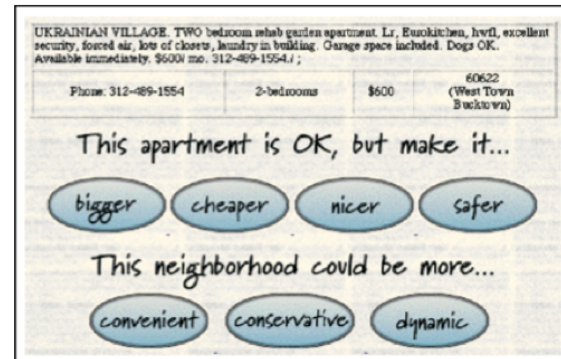 UKRAINIAN VILLAGE. TWO bedroom rehab garden apartment. Lr, Eurokitchen, hwfl, excellent
security, forced air, lots of closets, laundry in building. Garage space included. Dogs OK.
Available immediately. $600/ mo. 312-489-1554./ ;
Phone: 312-489-1554 2-bedrooms $600 60622
(West Town
Bucktown)
This apartment is OK, but make it...
bigger cheaper nicer safer
This neighborhood could be more...
convenient conservative dynamic